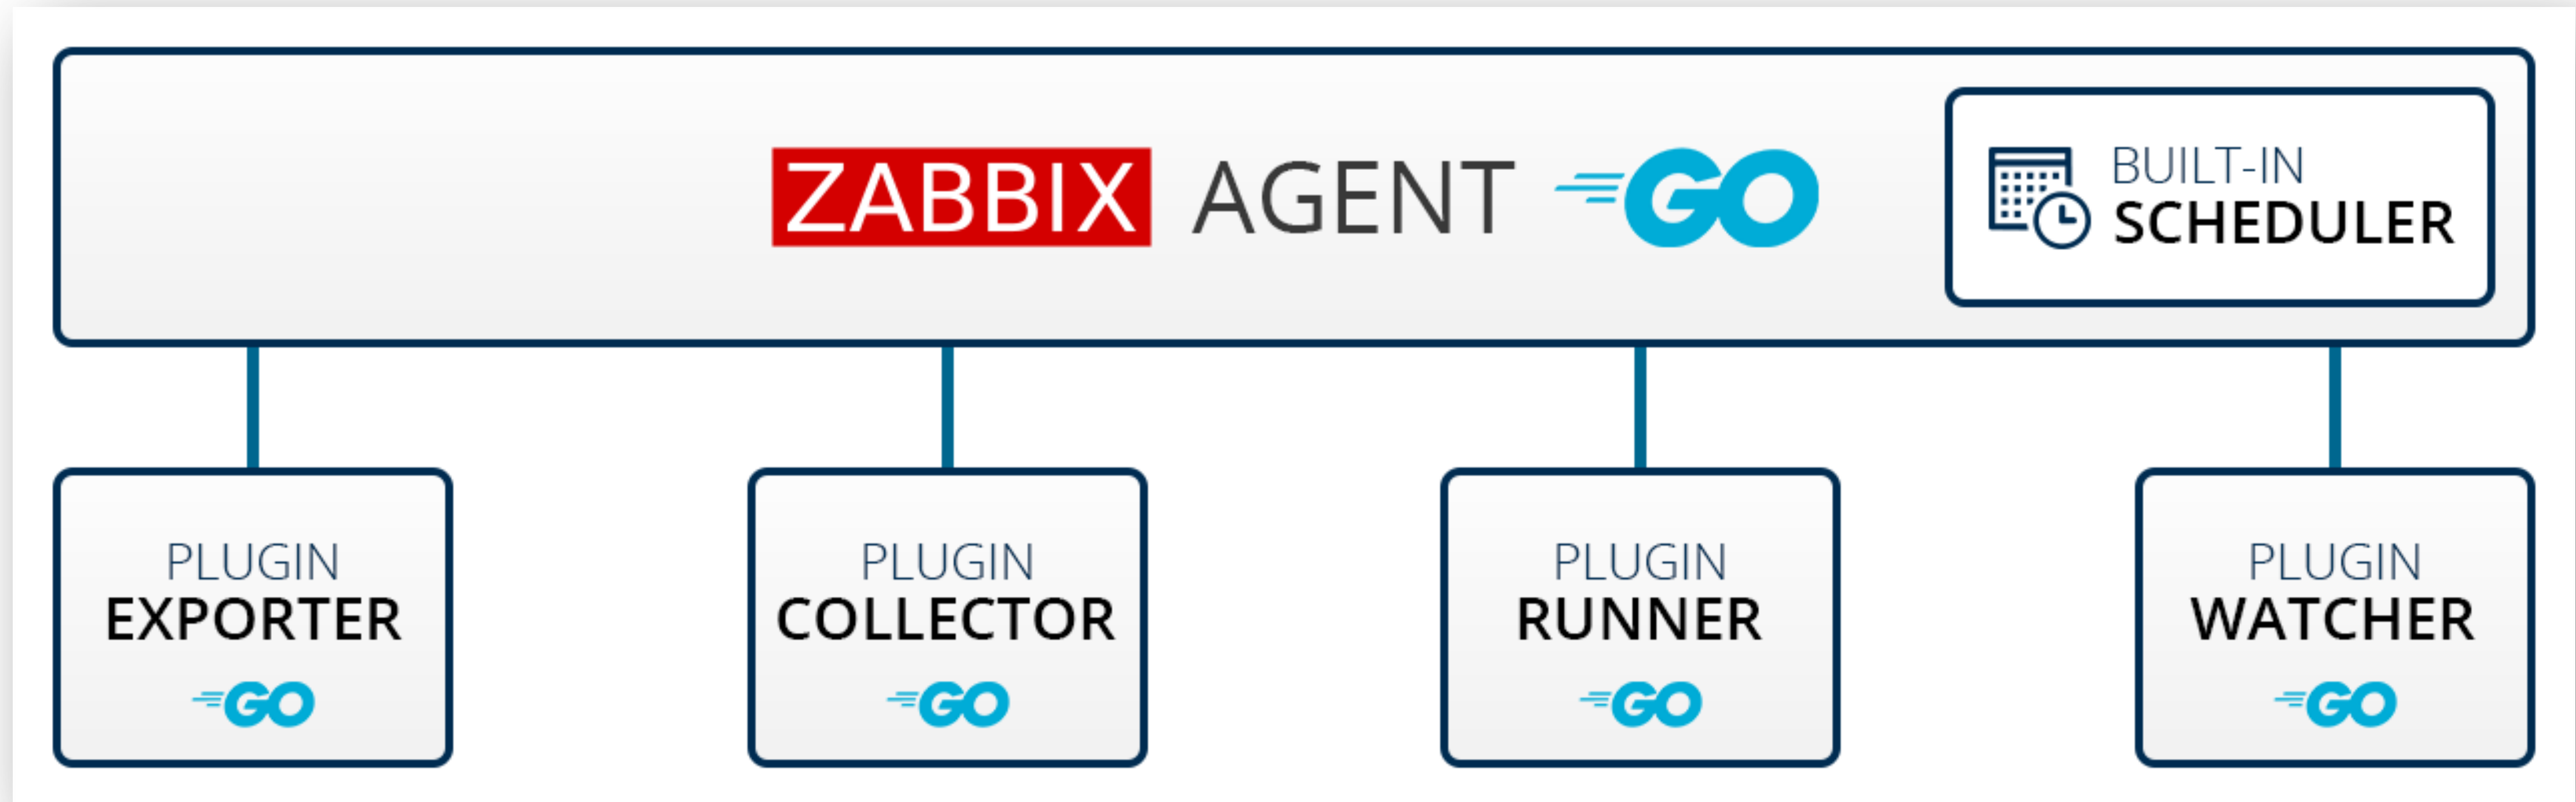 ZABBIX AGENT GO
BUILT-IN
SCHEDULER
PLUGIN
EXPORTER
GO
PLUGIN
COLLECTOR
GO
PLUGIN
RUNNER
GO
PLUGIN
WATCHER
GO